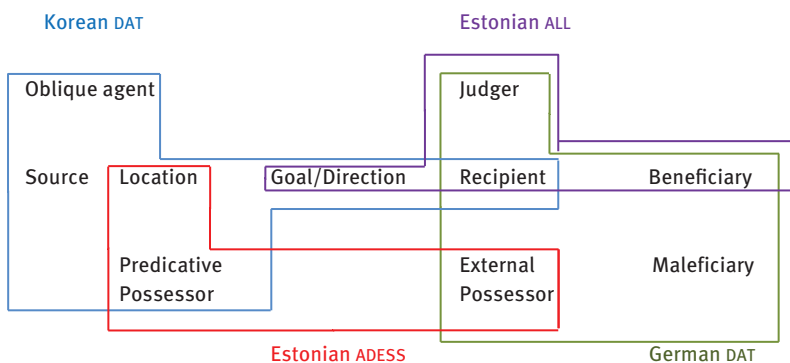 Korean DAT
Estonian ALL
Oblique agent
Judger
Source
Location
Goal/Direction
Recipient
Beneficiary
Predicative
Possessor
External
Possessor
Maleficiary
Estonian ADESS
German DAT